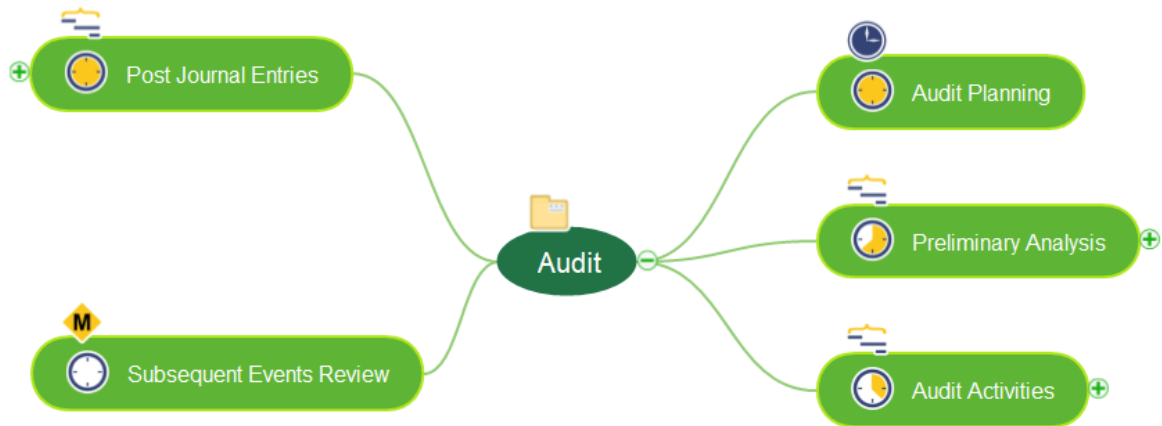 Post Journal Entries
Audit Planning
Preliminary Analysis
Audit
M
Subsequent Events Review
Audit Activities